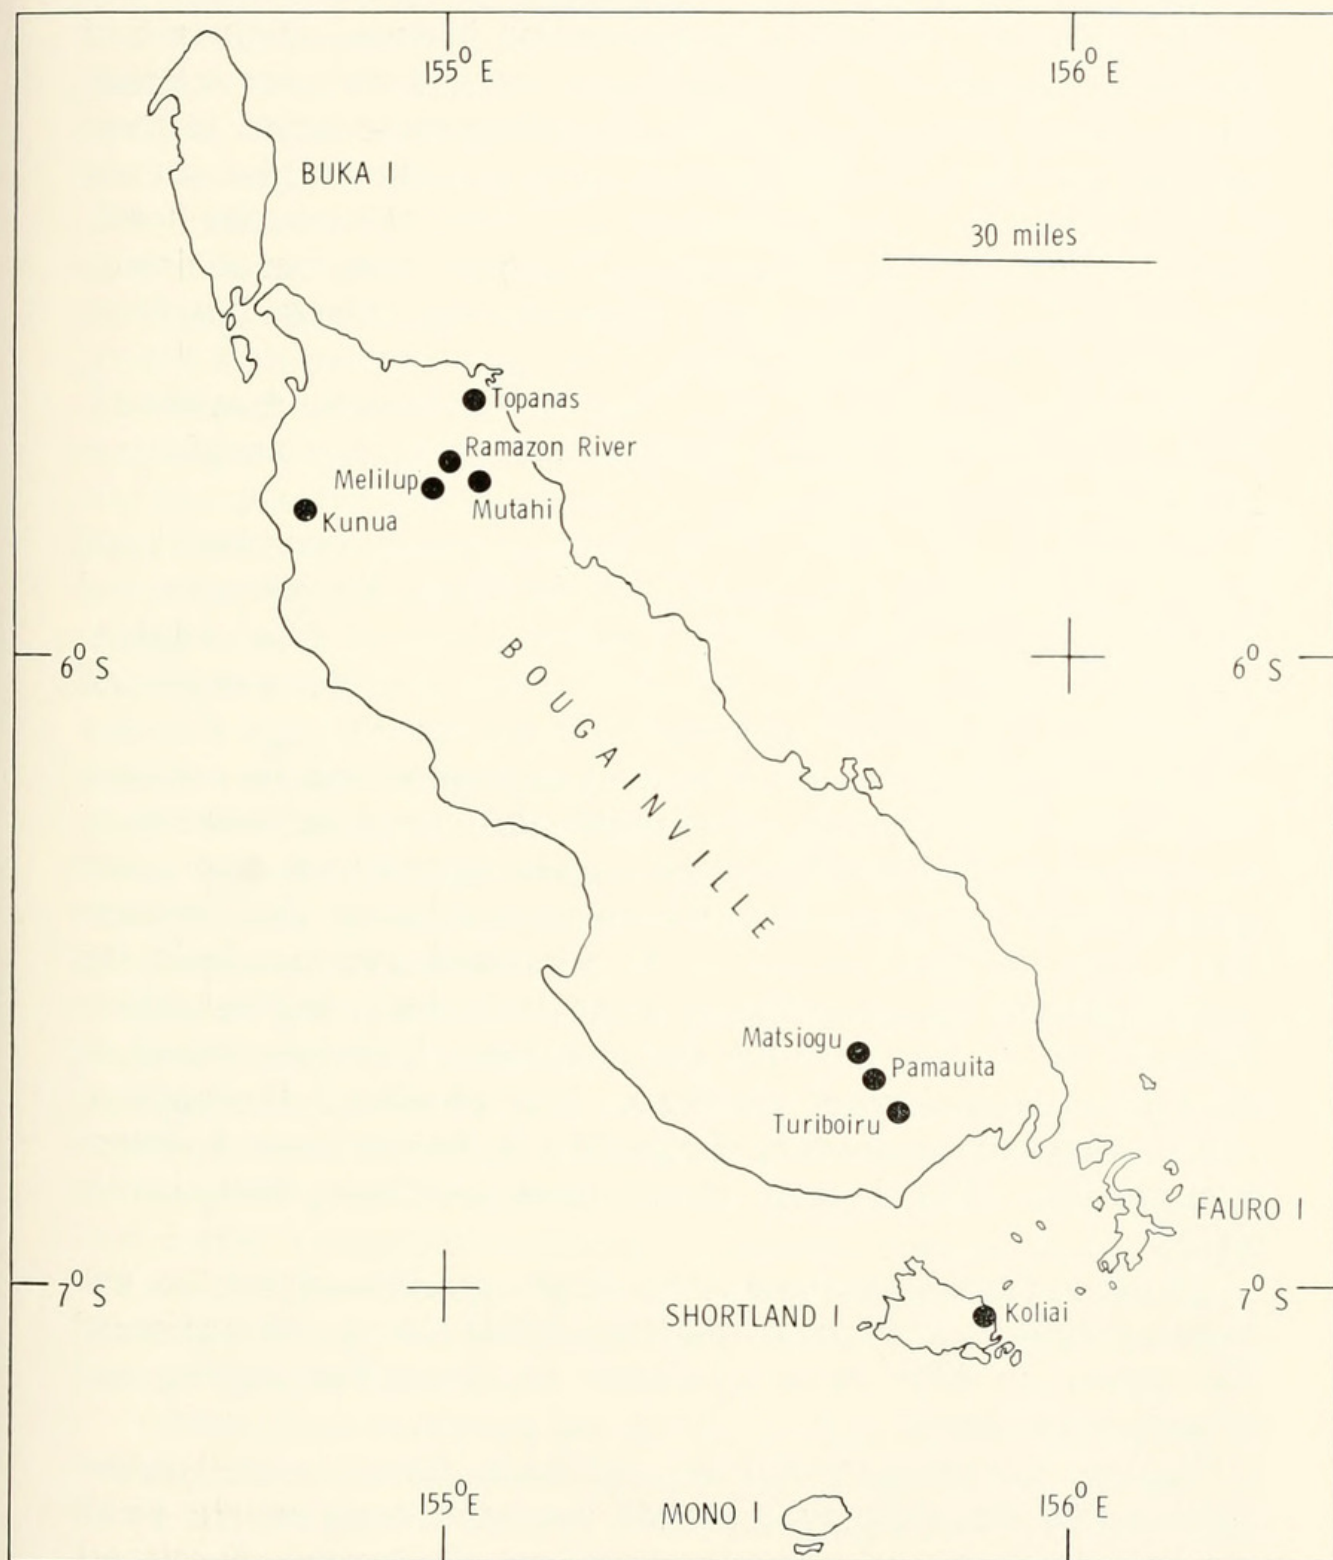 155° E
156° E
BUKA I
30 miles
Topanas
Ramazon River
Melilup
Mutahi
Kunua
6° S
6° S
BOUGAINVILLE
Matsiogu
Pamauita
Turiboiru
FAURO I
7° S
7° S
SHORTLAND I
Koliai
155° E
156° E
MONO I